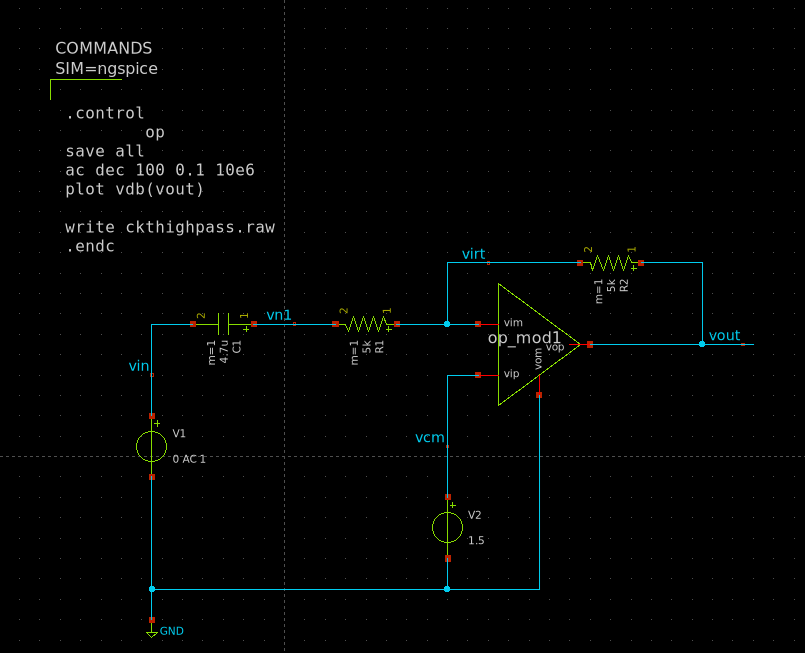 COMMANDS
SIM=ngspice
.control
op
save all
ac dec 100 0.1 10e6
plot vdb(vout)
write ckthighpass.raw
.endc
virt
2
1
m=1
5k
R2
vn1
2
1
m=1
4.7u
C1
2
1
m=1
5k
R1
vim
op_mod1
vop
vom
vip
vout
vin
V1
0 AC 1
vcm
V2
1.5
GND